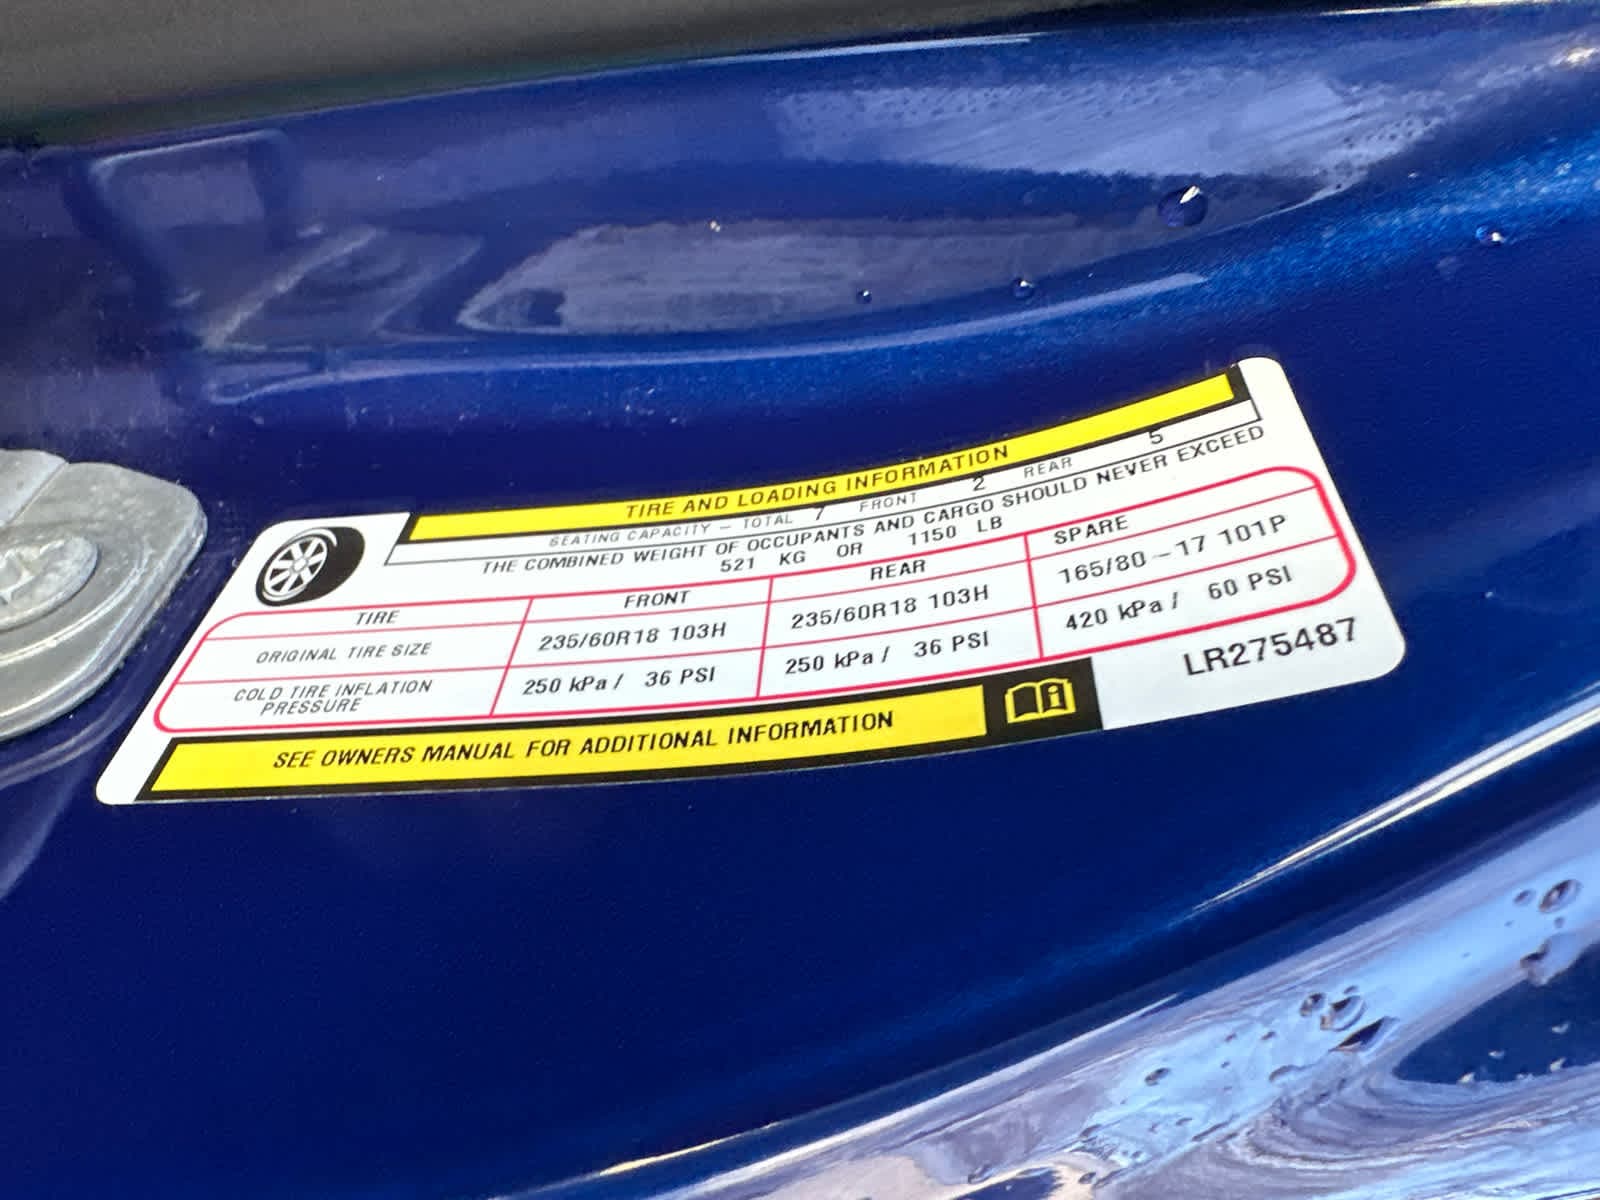 TIRE AND LOADING INFORMATION
SEATING CAPACITY – TOTAL 7 FRONT 2 REAR 5
THE COMBINED WEIGHT OF OCCUPANTS AND CARGO SHOULD NEVER EXCEED
521 KG OR 1150 LB
TIRE FRONT REAR SPARE
ORIGINAL TIRE SIZE 235/60R18 103H 235/60R18 103H 165/80–17 101P
COLD TIRE INFLATION PRESSURE 250 kPa / 36 PSI 250 kPa / 36 PSI 420 kPa / 60 PSI
SEE OWNERS MANUAL FOR ADDITIONAL INFORMATION
LR275487